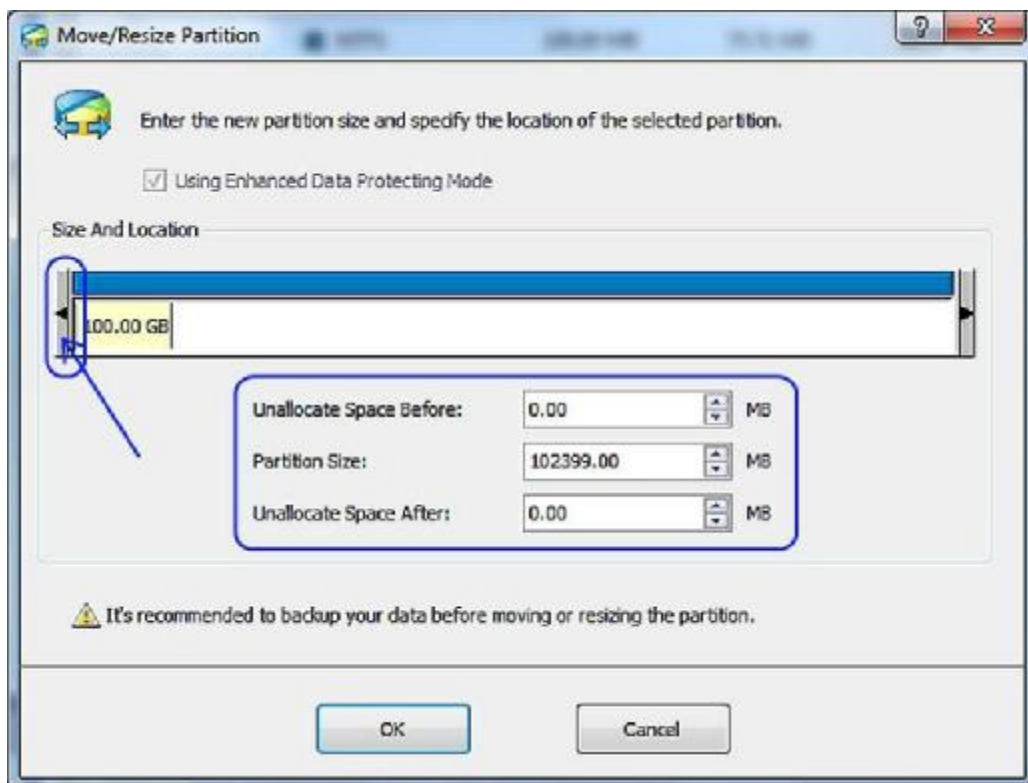 Move/Resize Partition
Enter the new partition size and specify the location of the selected partition.
Using Enhanced Data Protecting Mode
Size And Location
100.00 GB
Unallocate Space Before: 0.00 MB
Partition Size: 102399.00 MB
Unallocate Space After: 0.00 MB
It's recommended to backup your data before moving or resizing the partition.
OK Cancel